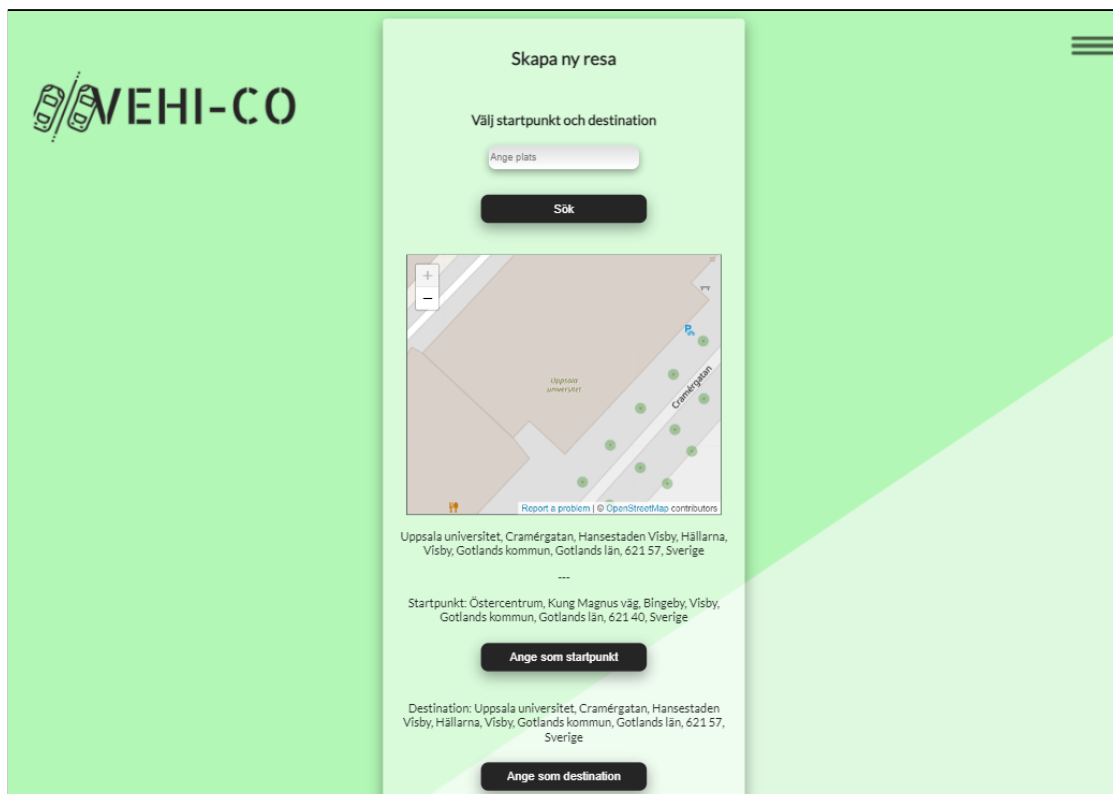 Skapa ny resa
VEHI-CO
Välj startpunkt och destination
Ange plats
Sök
+
−
P
Uppsala
universitet
Cramérgatan
Report a problem | © OpenStreetMap contributors
Uppsala universitet, Cramérgatan, Hansestaden Visby, Hällarna,
Visby, Gotlands kommun, Gotlands län, 621 57, Sverige
---
Startpunkt: Östercentrum, Kung Magnus väg, Bingeby, Visby,
Gotlands kommun, Gotlands län, 621 40, Sverige
Ange som startpunkt
Destination: Uppsala universitet, Cramérgatan, Hansestaden
Visby, Hällarna, Visby, Gotlands kommun, Gotlands län, 621 57,
Sverige
Ange som destination